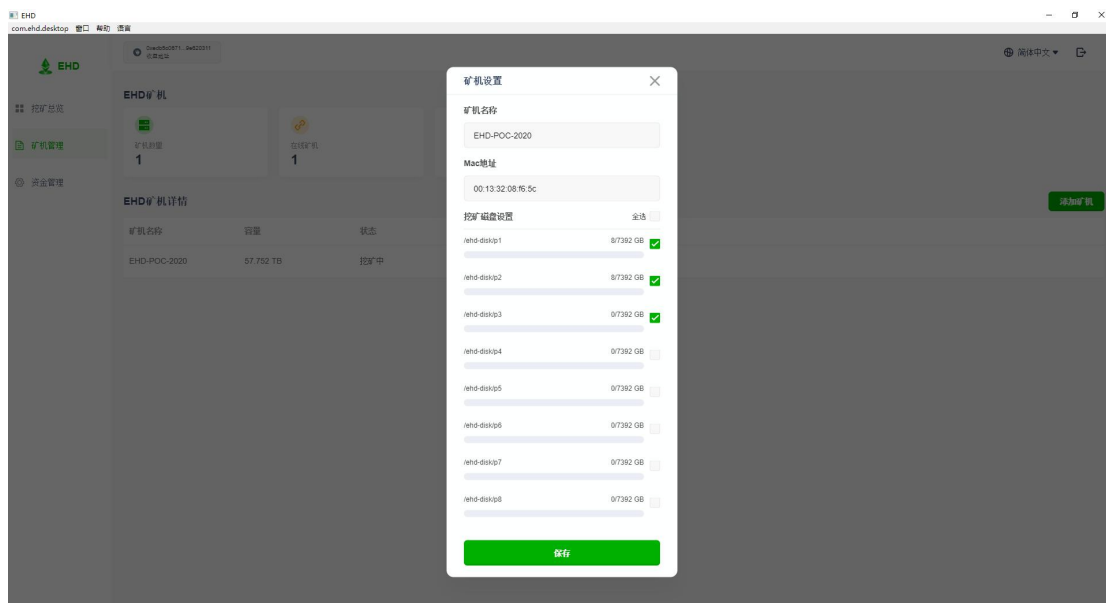 EHD
com.ehd.desktop 窗口 帮助 语言
EHD
简体中文
挖矿总览
矿机管理
资金管理
EHD矿机
矿机数量
1
在线矿机
1
EHD矿机详情
添加矿机
矿机名称 容量 状态
EHD-POC-2020 57.752 TB 挖矿中
矿机设置
矿机名称
EHD-POC-2020
Mac地址
00:13:32:08:f6:5c
挖矿磁盘设置 全选
/ehd-disk/p1 8/7392 GB
/ehd-disk/p2 8/7392 GB
/ehd-disk/p3 0/7392 GB
/ehd-disk/p4 0/7392 GB
/ehd-disk/p5 0/7392 GB
/ehd-disk/p6 0/7392 GB
/ehd-disk/p7 0/7392 GB
/ehd-disk/p8 0/7392 GB
保存